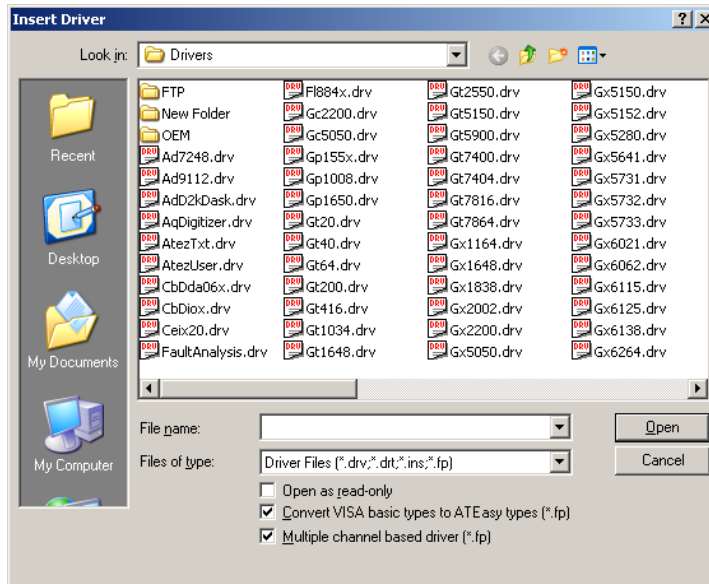 Insert Driver
Look in: Drivers
Recent
Desktop
My Documents
My Computer
FTP
New Folder
OEM
Ad7248.drv
Ad9112.drv
AdD2kDask.drv
AqDigitizer.drv
AtezTxt.drv
AtezUser.drv
CbDda06x.drv
CbDiox.drv
Ceix20.drv
FaultAnalysis.drv
Fl884x.drv
Gc2200.drv
Gc5050.drv
Gp155x.drv
Gp1008.drv
Gp1650.drv
Gt20.drv
Gt40.drv
Gt64.drv
Gt200.drv
Gt416.drv
Gt1034.drv
Gt1648.drv
Gt2550.drv
Gt5150.drv
Gt5900.drv
Gt7400.drv
Gt7404.drv
Gt7816.drv
Gt7864.drv
Gx1164.drv
Gx1648.drv
Gx1838.drv
Gx2002.drv
Gx2200.drv
Gx5050.drv
Gx5150.drv
Gx5152.drv
Gx5280.drv
Gx5641.drv
Gx5731.drv
Gx5732.drv
Gx5733.drv
Gx6021.drv
Gx6062.drv
Gx6115.drv
Gx6125.drv
Gx6138.drv
Gx6264.drv
File name:
Open
Files of type: Driver Files (*.drv;*.drt;*.ins;*.fp)
Cancel
Open as read-only
Convert VISA basic types to ATEasy types (*.fp)
Multiple channel based driver (*.fp)